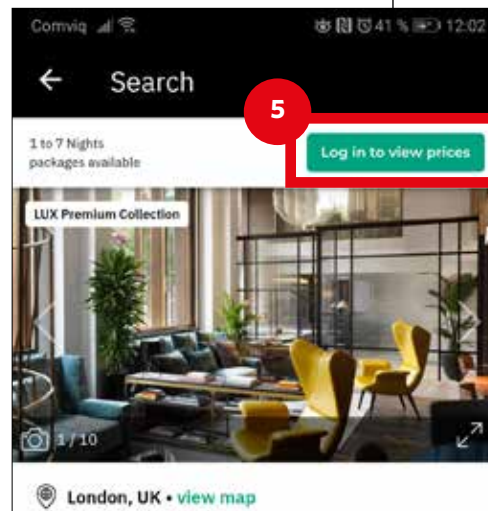 Comviq 41 % 12:02
← Search
5
1 to 7 Nights
packages available
Log in to view prices
LUX Premium Collection
1 / 10
London, UK • view map